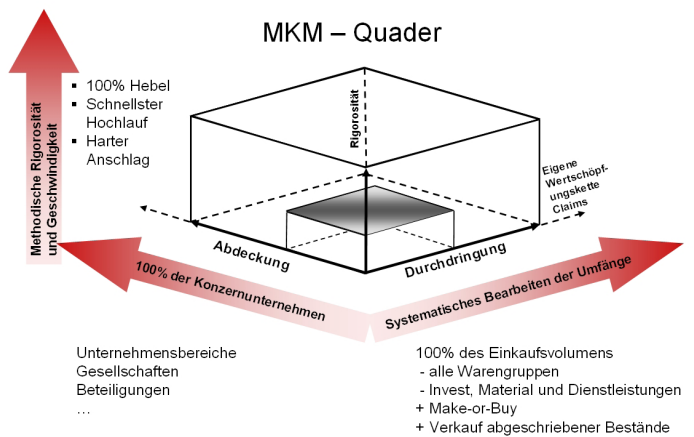 MKM – Quader
Methodische Rigorosität
und Geschwindigkeit
▪ 100% Hebel
▪ Schnellster
Hochlauf
▪ Harter
Anschlag
Rigorosität
Eigene
Wertschöpf-
ungskette
Claims
Abdeckung
Durchdringung
100% der Konzernunternehmen
Systematisches Bearbeiten der Umfänge
Unternehmensbereiche
Gesellschaften
Beteiligungen
…
100% des Einkaufsvolumens
- alle Warengruppen
- Invest, Material und Dienstleistungen
+ Make-or-Buy
+ Verkauf abgeschriebener Bestände